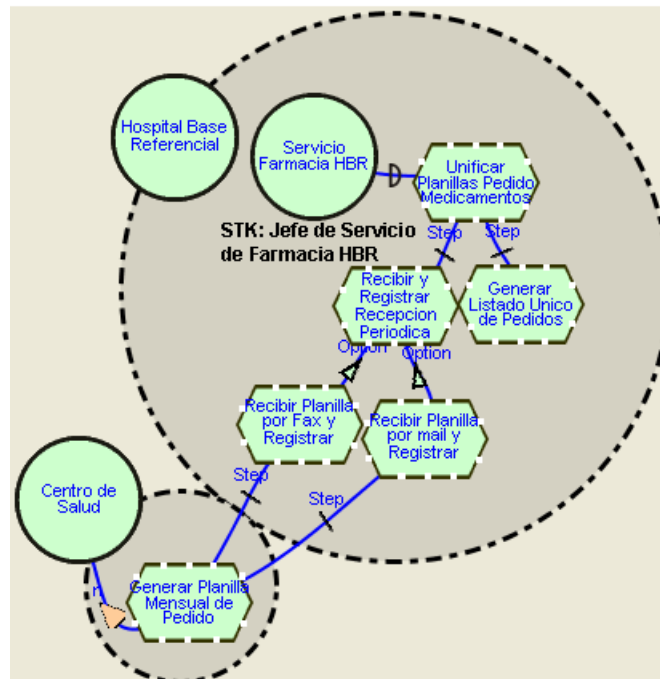 Hospital Base
Referencial
Servicio
Farmacia HBR
Unificar
Planillas Pedido
Medicamentos
STK: Jefe de Servicio
de Farmacia HBR
Step
Step
Recibir y
Registrar
Recepcion
Periodica
Generar
Listado Unico
de Pedidos
Option
Option
Recibir Planilla
por Fax y
Registrar
Recibir Planilla
por mail y
Registrar
Centro de
Salud
Step
Step
n
Generar Planilla
Mensual de
Pedido